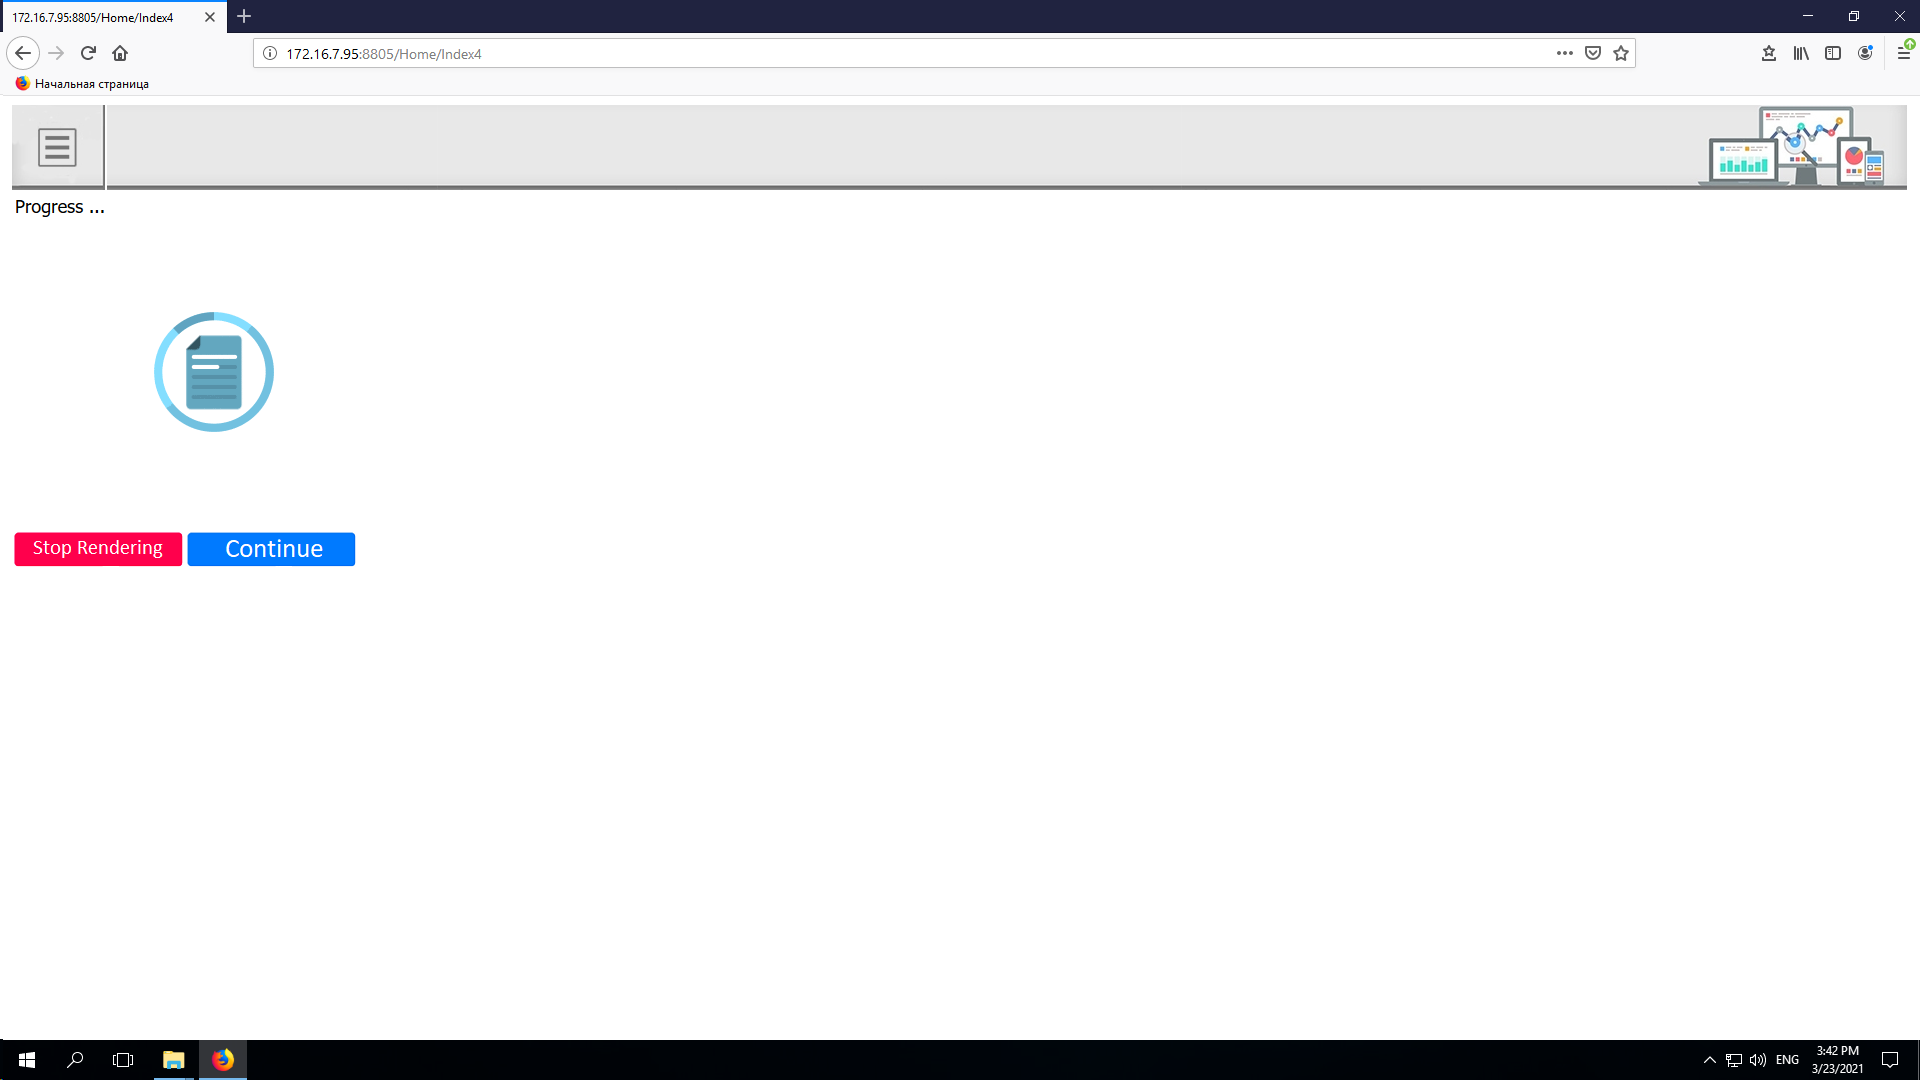 172.16.7.95:8805/Home/Index4
172.16.7.95:8805/Home/Index4
Начальная страница
Progress ...
Stop Rendering
Continue
ENG
3:42 PM
3/23/2021